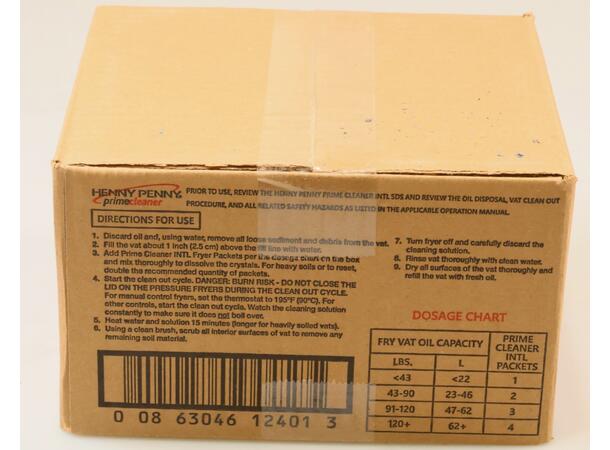 HENNY PENNY
primecleaner
PRIOR TO USE, REVIEW THE HENNY PENNY PRIME CLEANER INTL SDS AND REVIEW THE OIL DISPOSAL, VAT CLEAN OUT
PROCEDURE, AND ALL RELATED SAFETY HAZARDS AS LISTED IN THE APPLICABLE OPERATION MANUAL.
DIRECTIONS FOR USE
1. Discard oil and, using water, remove all loose sediment and debris from the vat.
2. Fill the vat about 1 inch (2.5 cm) above the fill line with water.
3. Add Prime Cleaner INTL Fryer Packets per the dosage chart on the box
and mix thoroughly to dissolve the crystals. For heavy soils or to reset,
double the recommended quantity of packets.
4. Start the clean out cycle. DANGER: BURN RISK - DO NOT CLOSE THE
LID ON THE PRESSURE FRYERS DURING THE CLEAN OUT CYCLE.
For manual control fryers, set the thermostat to 195°F (90°C). For
other controls, start the clean out cycle. Watch the cleaning solution
constantly to make sure it does not boil over.
5. Heat water and solution 15 minutes (longer for heavily soiled vats).
6. Using a clean brush, scrub all interior surfaces of vat to remove any
remaining soil material.
7. Turn fryer off and carefully discard the
cleaning solution.
8. Rinse vat thoroughly with clean water.
9. Dry all surfaces of the vat thoroughly and
refill the vat with fresh oil.
DOSAGE CHART
FRY VAT OIL CAPACITY
PRIME
CLEANER
INTL
PACKETS
LBS. L
<43 <22 1
43-90 23-46 2
91-120 47-62 3
120+ 62+ 4
0 08 63046 12401 3